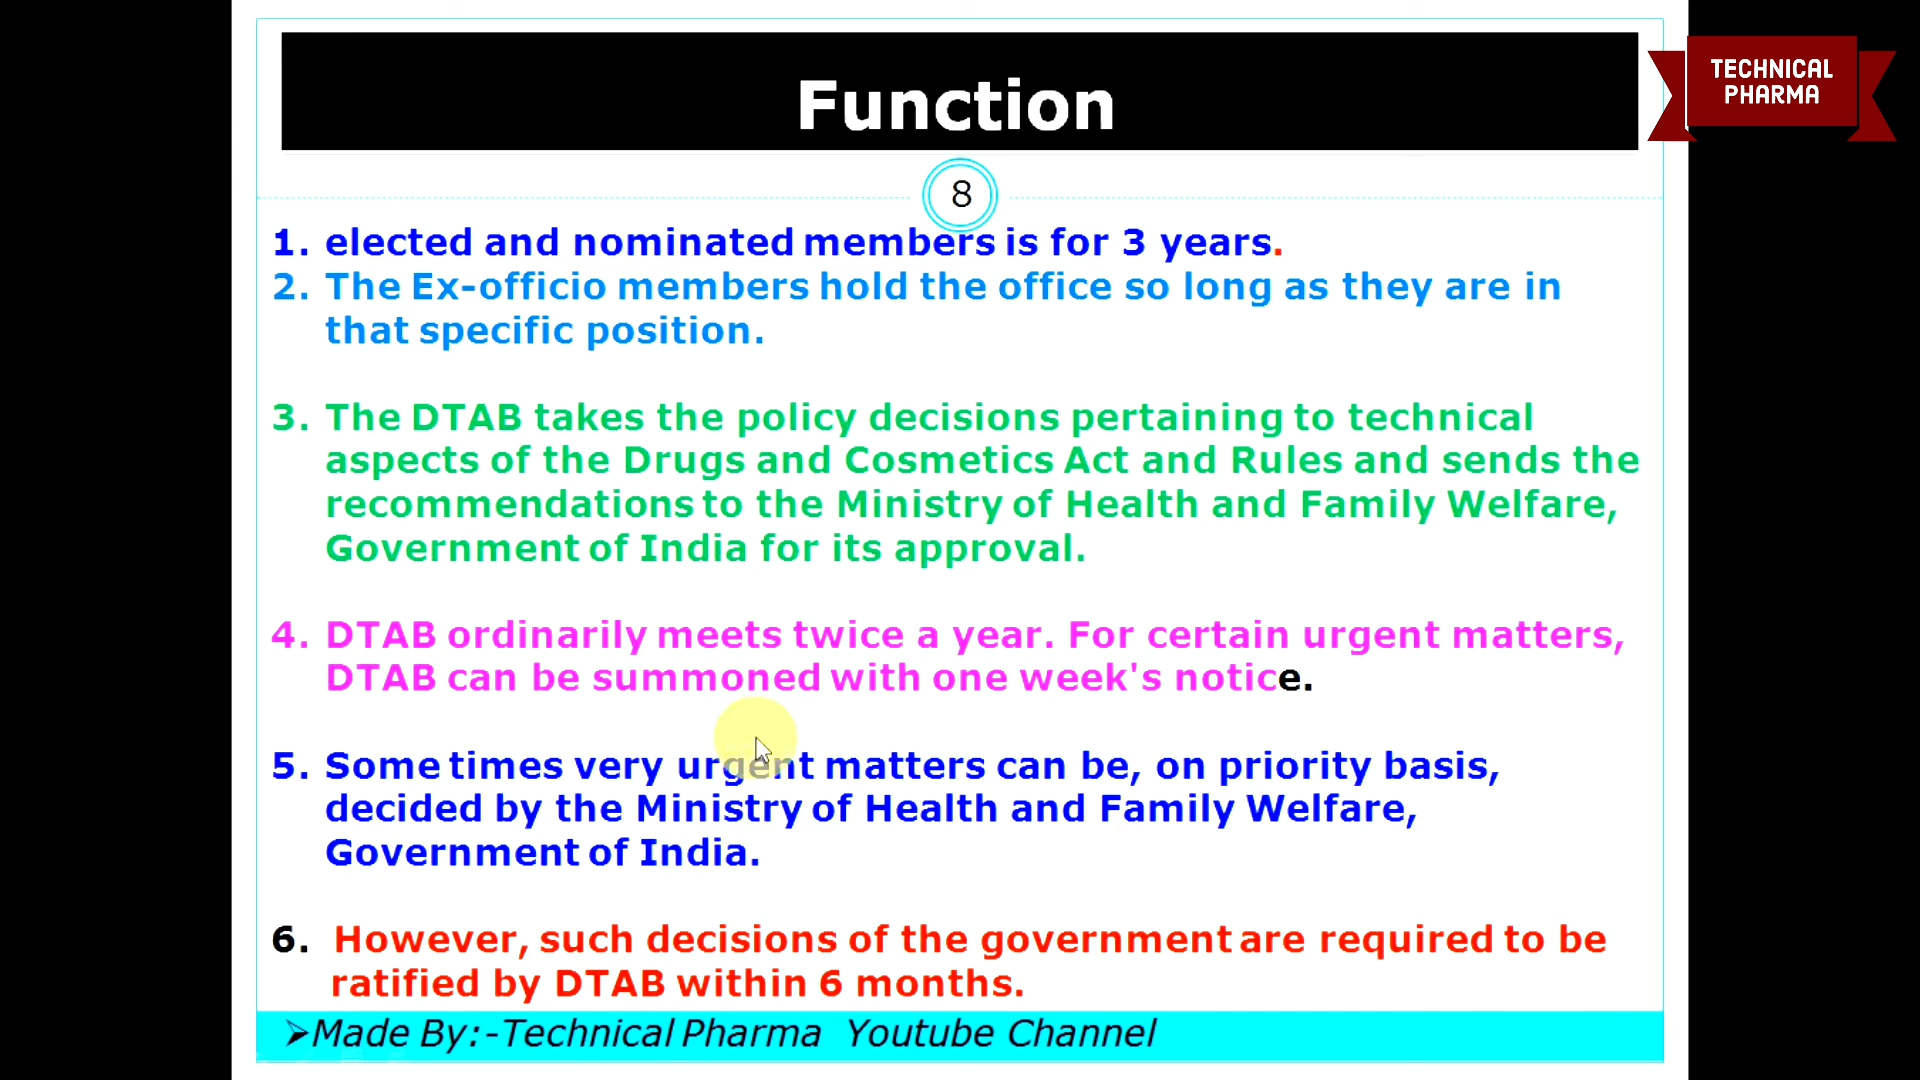 Function
TECHNICAL
PHARMA
8
1. elected and nominated members is for 3 years.
2. The Ex-officio members hold the office so long as they are in
that specific position.
3. The DTAB takes the policy decisions pertaining to technical
aspects of the Drugs and Cosmetics Act and Rules and sends the
recommendations to the Ministry of Health and Family Welfare,
Government of India for its approval.
4. DTAB ordinarily meets twice a year. For certain urgent matters,
DTAB can be summoned with one week's notice.
5. Some times very urgent matters can be, on priority basis,
decided by the Ministry of Health and Family Welfare,
Government of India.
6. However, such decisions of the government are required to be
ratified by DTAB within 6 months.
➢Made By:-Technical Pharma Youtube Channel